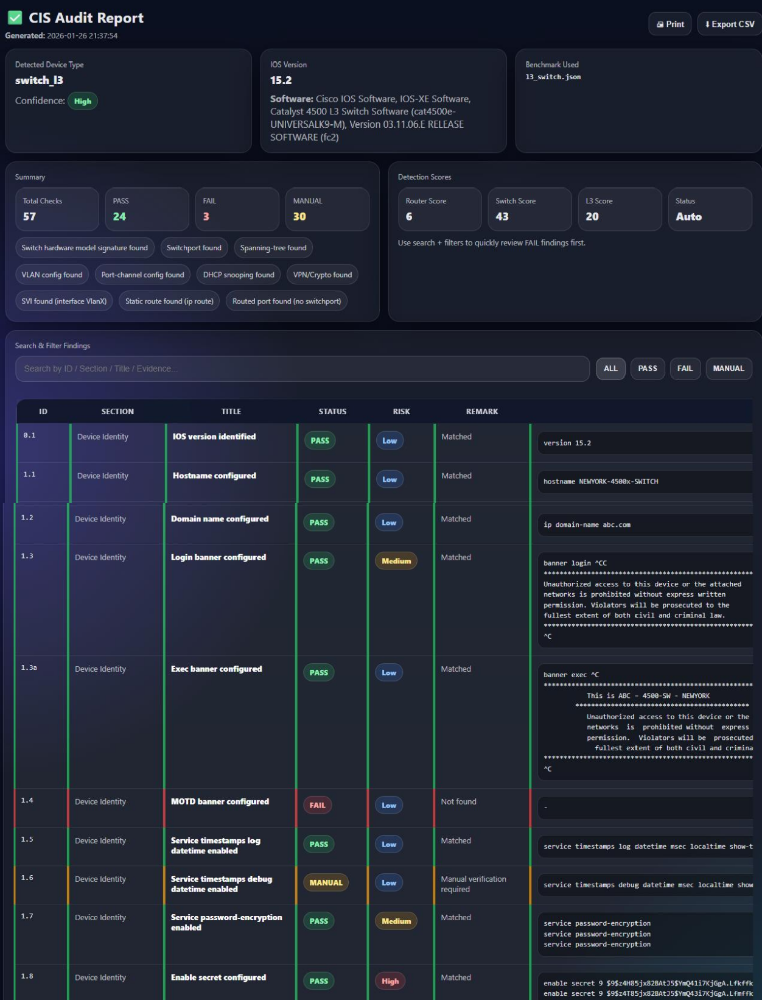 CIS Audit Report
Generated: 2026-01-26 21:37:54
Print
Export CSV
Detected Device Type
switch_l3
Confidence: High
IOS Version
15.2
Software: Cisco IOS Software, IOS-XE Software,
Catalyst 4500 L3 Switch Software (cat4500e-
UNIVERSALK9-M), Version 03.11.06.E RELEASE
SOFTWARE (fc2)
Benchmark Used
l3_switch.json
Summary
Total Checks
57
PASS
24
FAIL
3
MANUAL
30
Switch hardware model signature found
Switchport found
Spanning-tree found
VLAN config found
Port-channel config found
DHCP snooping found
VPN/Crypto found
SVI found (interface VlanX)
Static route found (ip route)
Routed port found (no switchport)
Detection Scores
Router Score
6
Switch Score
43
L3 Score
20
Status
Auto
Use search + filters to quickly review FAIL findings first.
Search & Filter Findings
Search by ID / Section / Title / Evidence...
ALL
PASS
FAIL
MANUAL
ID SECTION TITLE STATUS RISK REMARK
0.1 Device Identity IOS version identified PASS Low Matched
version 15.2
1.1 Device Identity Hostname configured PASS Low Matched
hostname NEWYORK-4500x-SWITCH
1.2 Device Identity Domain name configured PASS Low Matched
ip domain-name abc.com
1.3 Device Identity Login banner configured PASS Medium Matched
banner login ^CC
*****************************************************
Unauthorized access to this device or the attached
networks is prohibited without express written
permission. Violators will be prosecuted to the
fullest extent of both civil and criminal law.
*****************************************************
^C
1.3a Device Identity Exec banner configured PASS Low Matched
banner exec ^C
*****************************************************
This is ABC - 4500-SW - NEWYORK
********************************************
Unauthorized access to this device or the
networks is prohibited without express
permission. Violators will be prosecuted
fullest extent of both civil and crimina
*****************************************************
^C
1.4 Device Identity MOTD banner configured FAIL Low Not found
-
1.5 Device Identity Service timestamps log
datetime enabled PASS Low Matched
service timestamps log datetime msec localtime show-t
1.6 Device Identity Service timestamps debug
datetime enabled MANUAL Low Manual verification
required
service timestamps debug datetime msec localtime show
1.7 Device Identity Service password-encryption
enabled PASS Medium Matched
service password-encryption
service password-encryption
service password-encryption
1.8 Device Identity Enable secret configured PASS High Matched
enable secret 9 $9$z4H85jx82BAtJ5$YmQ41i7KjGgA.Lfkffk
enable secret 9 $9$z4T85jx82BAtJ5$YmQ43i7KjGgA.Lfmffk